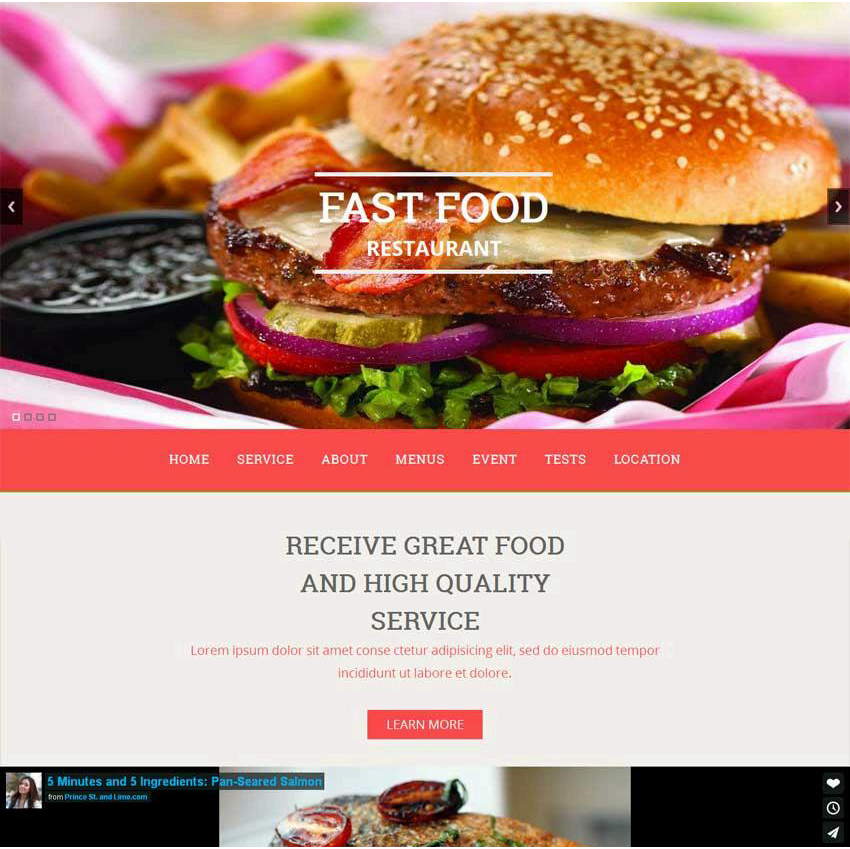 FAST FOOD
RESTAURANT
HOME SERVICE ABOUT MENUS EVENT TESTS LOCATION
RECEIVE GREAT FOOD
AND HIGH QUALITY
SERVICE
Lorem ipsum dolor sit amet conse ctetur adipisicing elit, sed do eiusmod tempor
incididunt ut labore et dolore.
LEARN MORE
5 Minutes and 5 Ingredients: Pan-Seared Salmon
from Prince St. and Lime.com